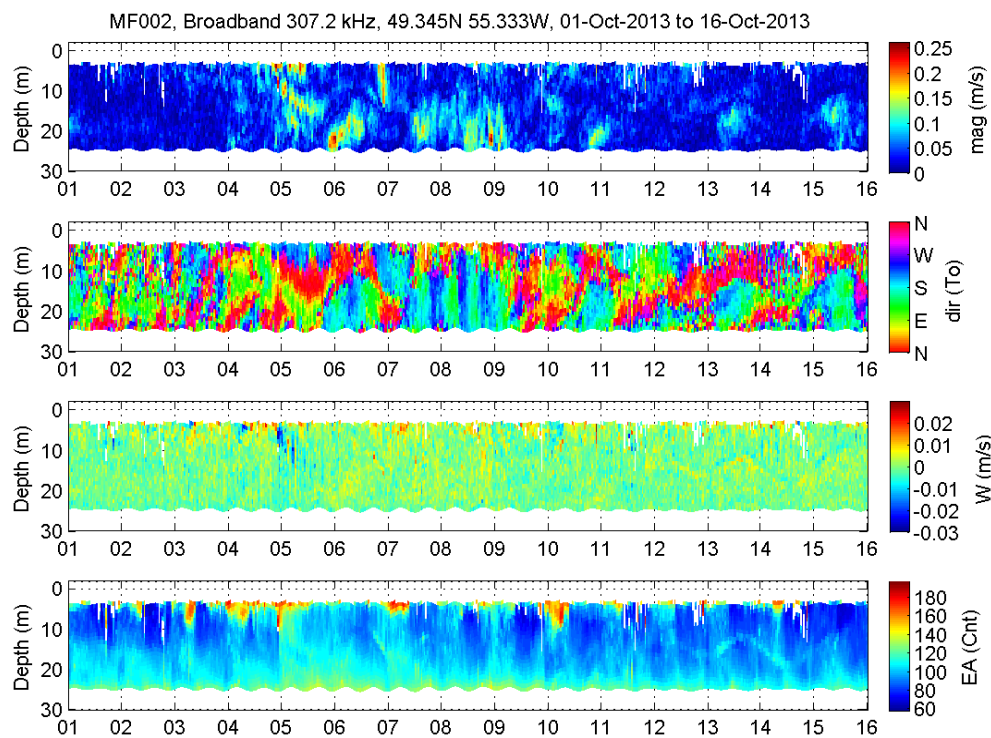 MF002, Broadband 307.2 kHz, 49.345N 55.333W, 01-Oct-2013 to 16-Oct-2013
Depth (m)
0
10
20
30
01 02 03 04 05 06 07 08 09 10 11 12 13 14 15 16
0.25
0.2
0.15
0.1
0.05
0
mag (m/s)
Depth (m)
0
10
20
30
01 02 03 04 05 06 07 08 09 10 11 12 13 14 15 16
N
W
S
E
N
dir (To)
Depth (m)
0
10
20
30
01 02 03 04 05 06 07 08 09 10 11 12 13 14 15 16
0.02
0.01
0
-0.01
-0.02
-0.03
W (m/s)
Depth (m)
0
10
20
30
01 02 03 04 05 06 07 08 09 10 11 12 13 14 15 16
180
160
140
120
100
80
60
EA (Cnt)